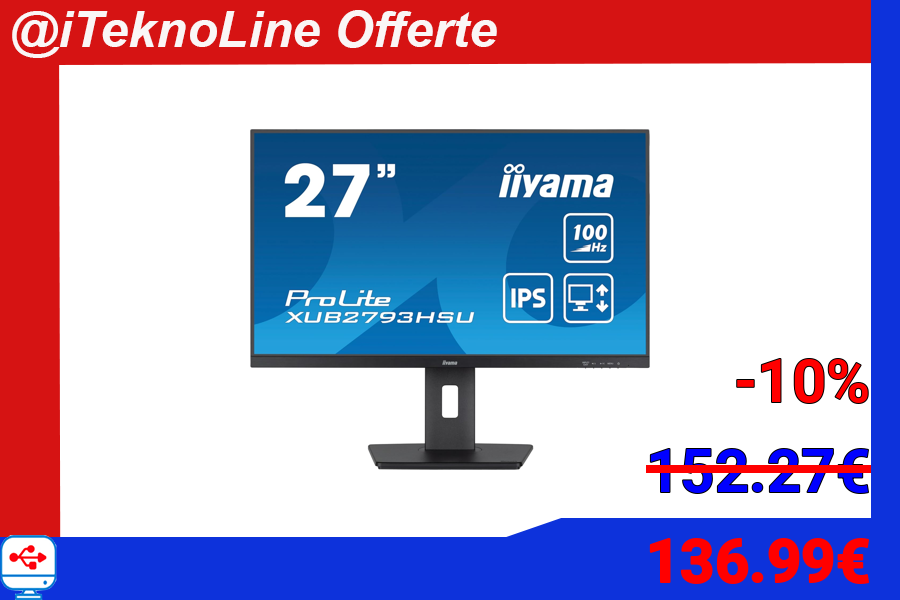 @iTeknoLine Offerte
27”
iiyama
100
Hz
IPS
ProLite
XUB2793HSU
iiyama
-10%
152.27€
136.99€